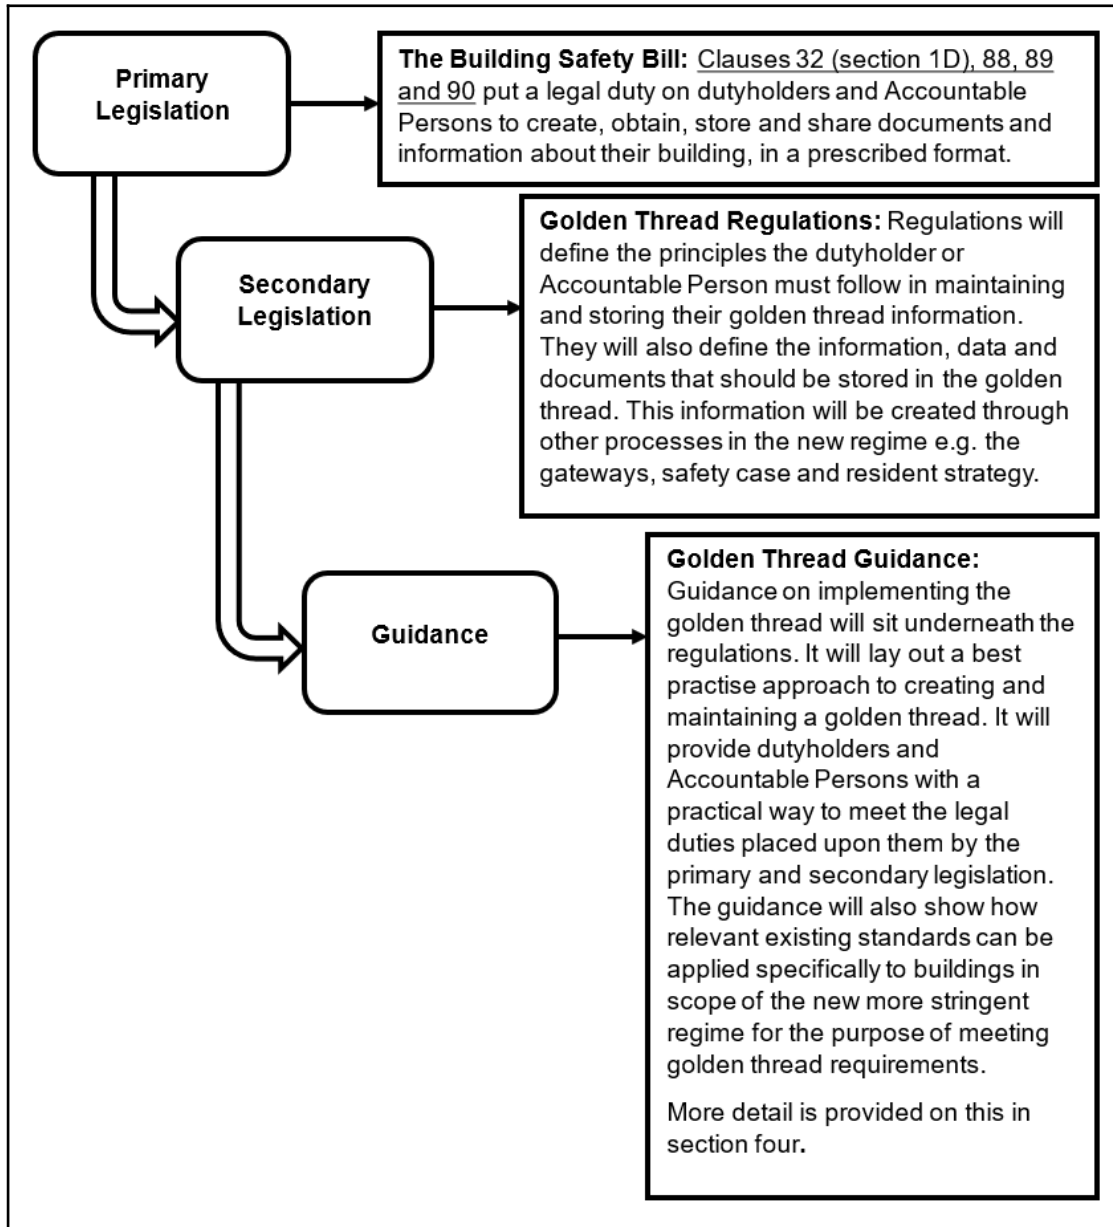 Primary
Legislation
The Building Safety Bill: Clauses 32 (section 1D), 88, 89
and 90 put a legal duty on dutyholders and Accountable
Persons to create, obtain, store and share documents and
information about their building, in a prescribed format.
Secondary
Legislation
Golden Thread Regulations: Regulations will
define the principles the dutyholder or
Accountable Person must follow in maintaining
and storing their golden thread information.
They will also define the information, data and
documents that should be stored in the golden
thread. This information will be created through
other processes in the new regime e.g. the
gateways, safety case and resident strategy.
Guidance
Golden Thread Guidance:
Guidance on implementing the
golden thread will sit underneath the
regulations. It will lay out a best
practise approach to creating and
maintaining a golden thread. It will
provide dutyholders and
Accountable Persons with a
practical way to meet the legal
duties placed upon them by the
primary and secondary legislation.
The guidance will also show how
relevant existing standards can be
applied specifically to buildings in
scope of the new more stringent
regime for the purpose of meeting
golden thread requirements.
More detail is provided on this in
section four.